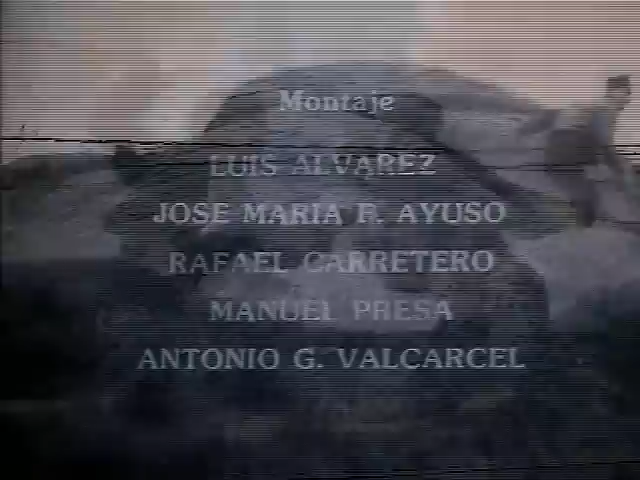 Montaje
LUIS ALVAREZ
JOSE MARIA R. AYUSO
RAFAEL CARRETERO
MANUEL PRESA
ANTONIO G. VALCARCEL